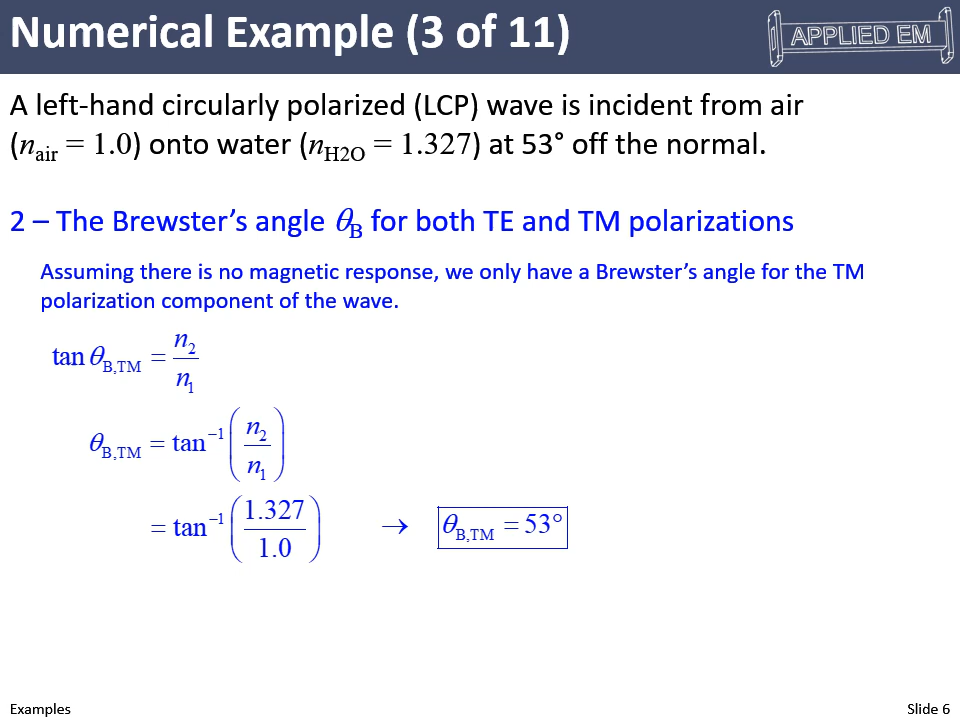 Numerical Example (3 of 11)
APPLIED EM
A left-hand circularly polarized (LCP) wave is incident from air
(n_air = 1.0) onto water (n_H2O = 1.327) at 53° off the normal.
2 – The Brewster's angle θ_B for both TE and TM polarizations
Assuming there is no magnetic response, we only have a Brewster's angle for the TM
polarization component of the wave.
tan θ_B,TM = n_2 / n_1
θ_B,TM = tan⁻¹ (n_2 / n_1)
= tan⁻¹ (1.327 / 1.0) → θ_B,TM = 53°
Examples
Slide 6